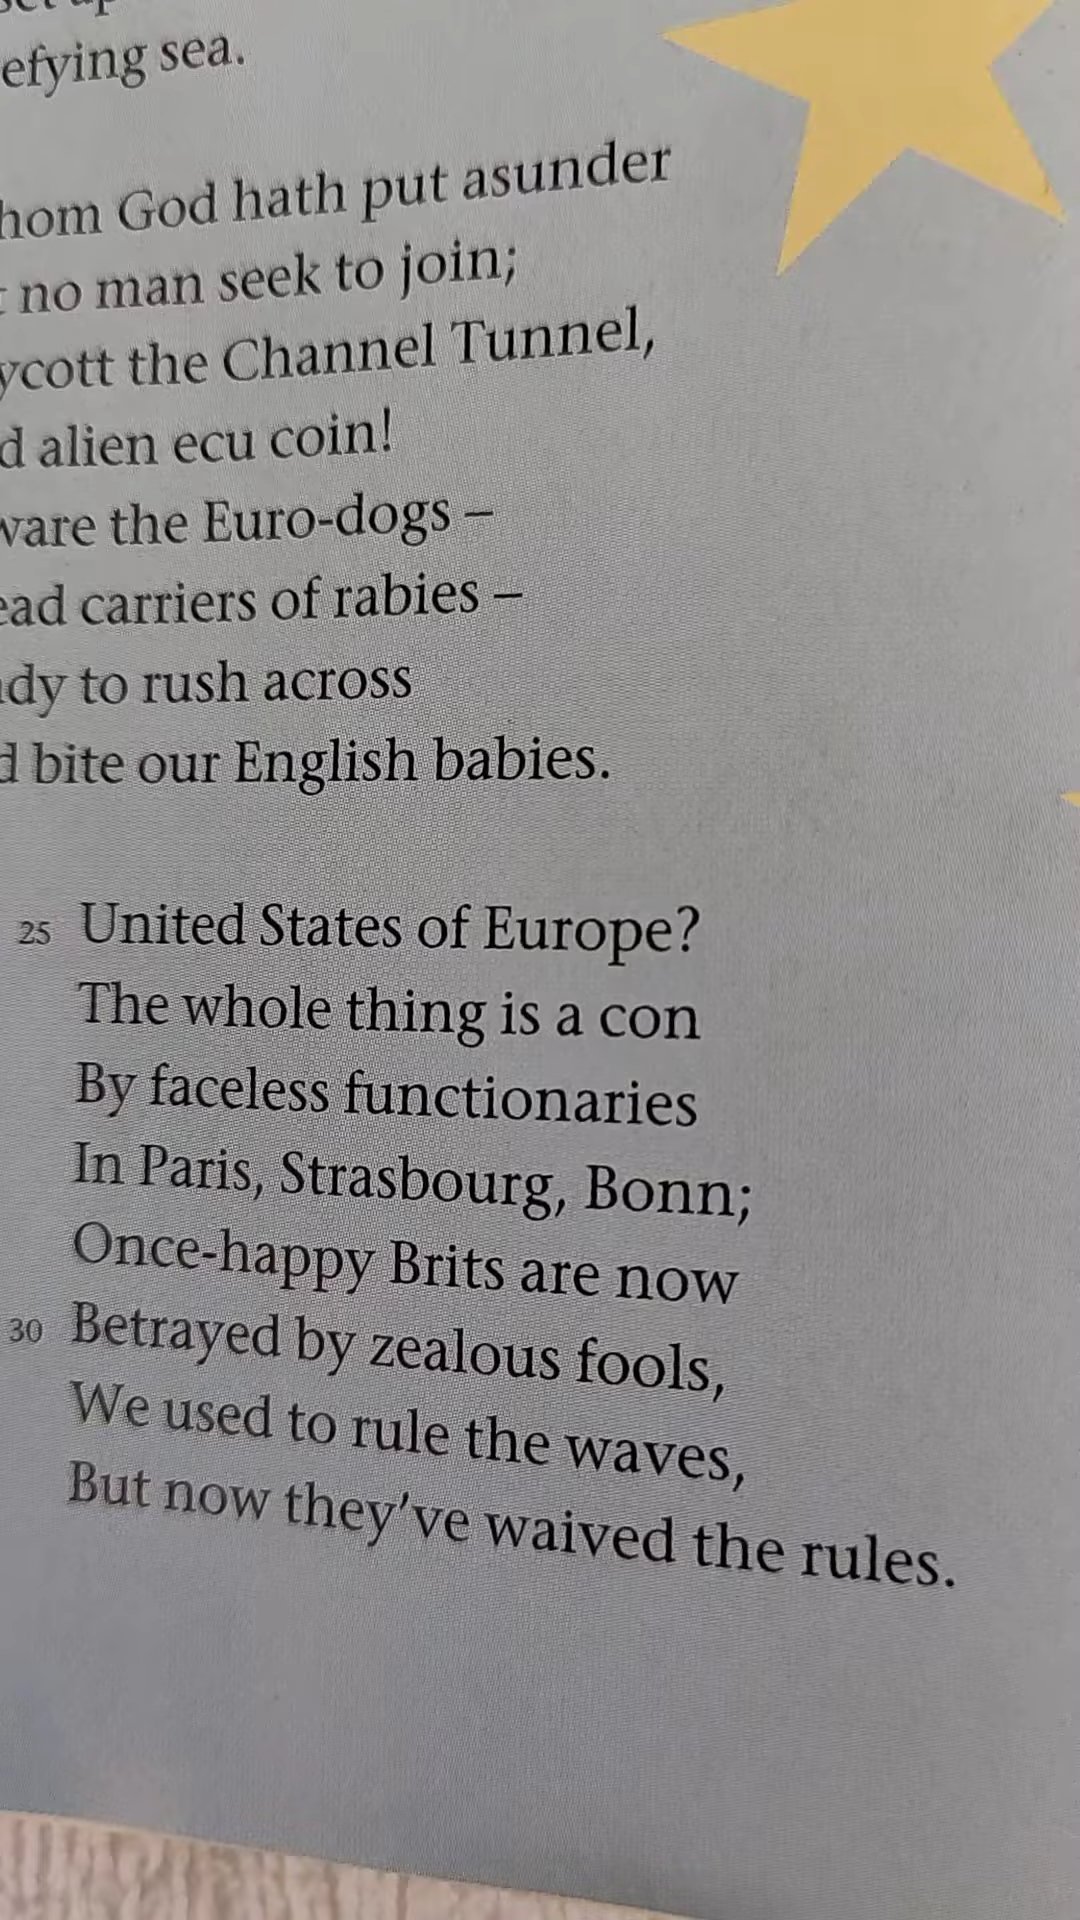 efying sea.
hom God hath put asunder
no man seek to join;
ycott the Channel Tunnel,
d alien ecu coin!
ware the Euro-dogs –
ead carriers of rabies –
ady to rush across
d bite our English babies.
25 United States of Europe?
The whole thing is a con
By faceless functionaries
In Paris, Strasbourg, Bonn;
Once-happy Brits are now
30 Betrayed by zealous fools,
We used to rule the waves,
But now they've waived the rules.